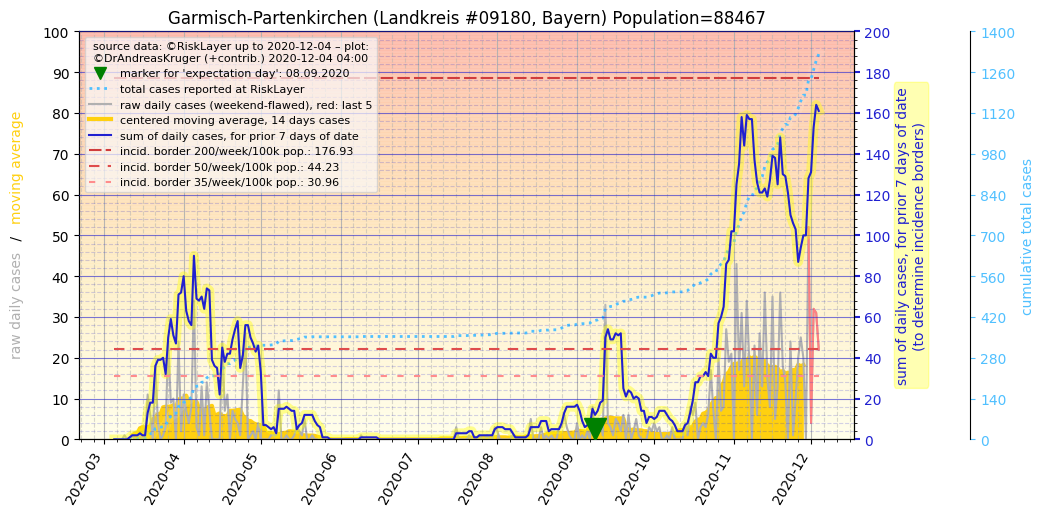 Garmisch-Partenkirchen (Landkreis #09180, Bayern) Population=88467
source data: ©RiskLayer up to 2020-12-04 – plot:
©DrAndreasKruger (+contrib.) 2020-12-04 04:00
marker for 'expectation day': 08.09.2020
total cases reported at RiskLayer
raw daily cases (weekend-flawed), red: last 5
centered moving average, 14 days cases
sum of daily cases, for prior 7 days of date
incid. border 200/week/100k pop.: 176.93
incid. border 50/week/100k pop.: 44.23
incid. border 35/week/100k pop.: 30.96
raw daily cases / moving average
100
90
80
70
60
50
40
30
20
10
0
2020-03
2020-04
2020-05
2020-06
2020-07
2020-08
2020-09
2020-10
2020-11
2020-12
200
180
160
140
120
100
80
60
40
20
0
sum of daily cases, for prior 7 days of date
(to determine incidence borders)
1400
1260
1120
980
840
700
560
420
280
140
0
cumulative total cases